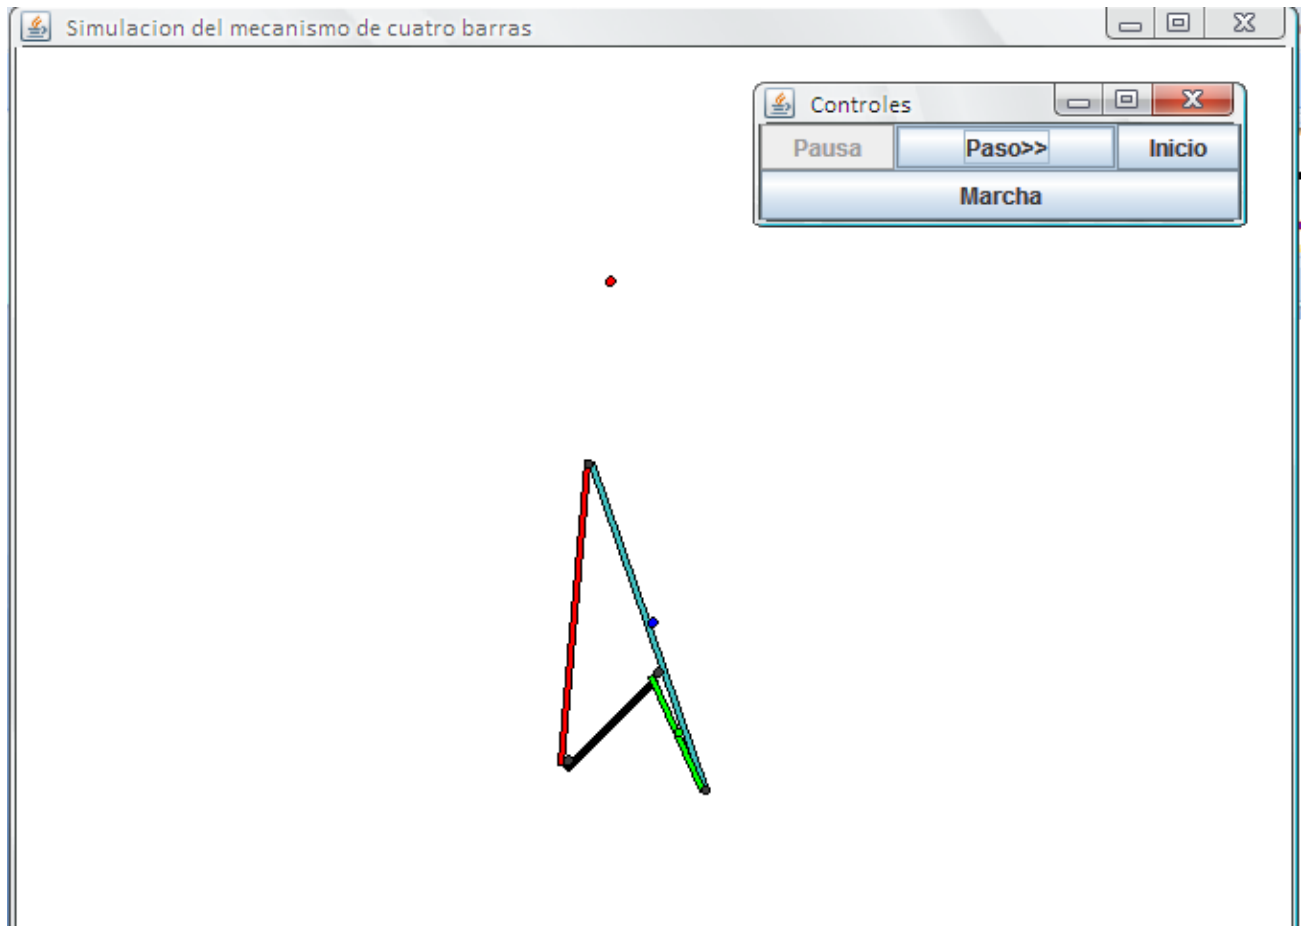 Simulacion del mecanismo de cuatro barras
Controles
Pausa Paso>> Inicio
Marcha